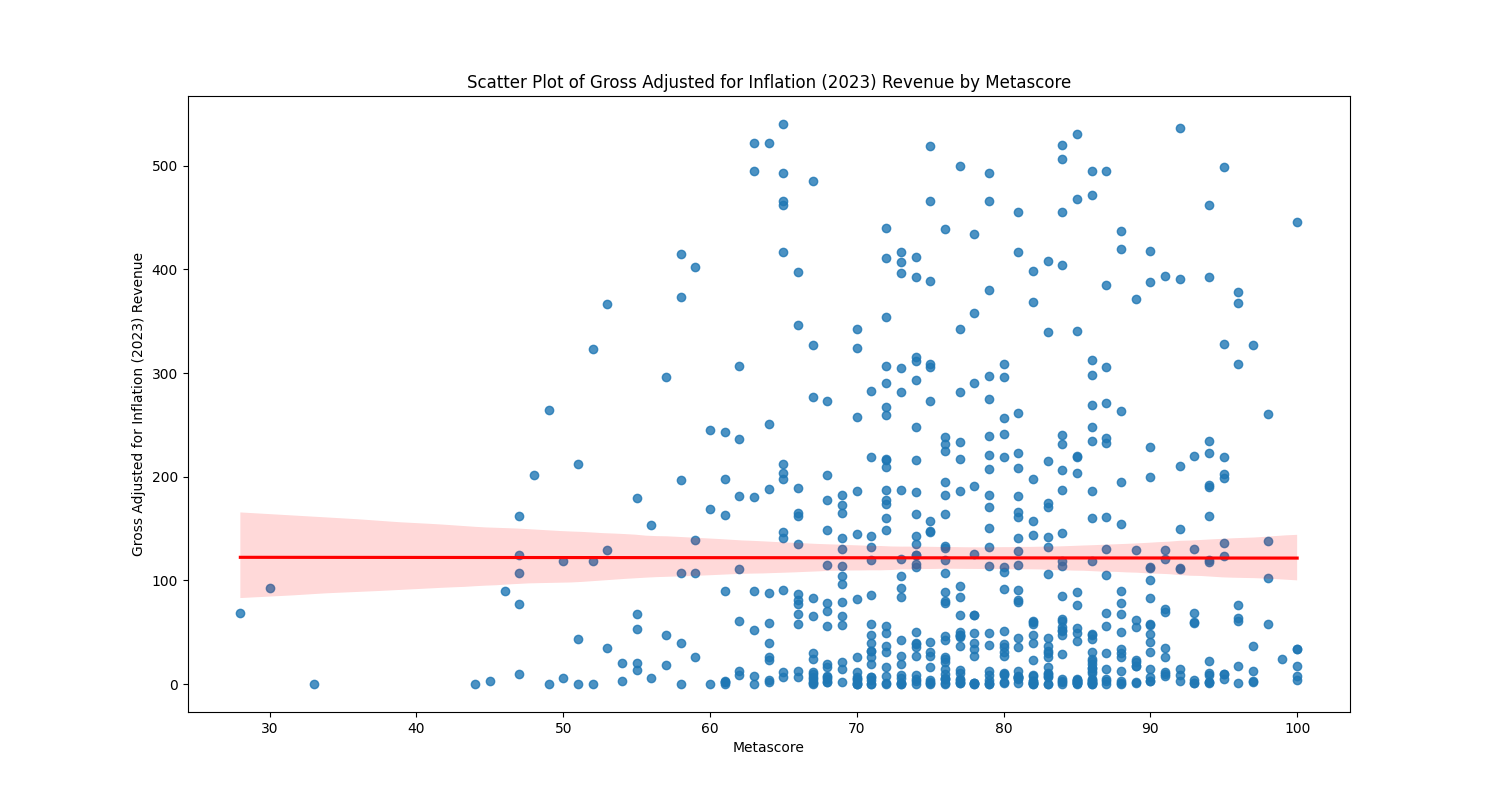 Scatter Plot of Gross Adjusted for Inflation (2023) Revenue by Metascore
Gross Adjusted for Inflation (2023) Revenue
500
400
300
200
100
0
30 40 50 60 70 80 90 100
Metascore